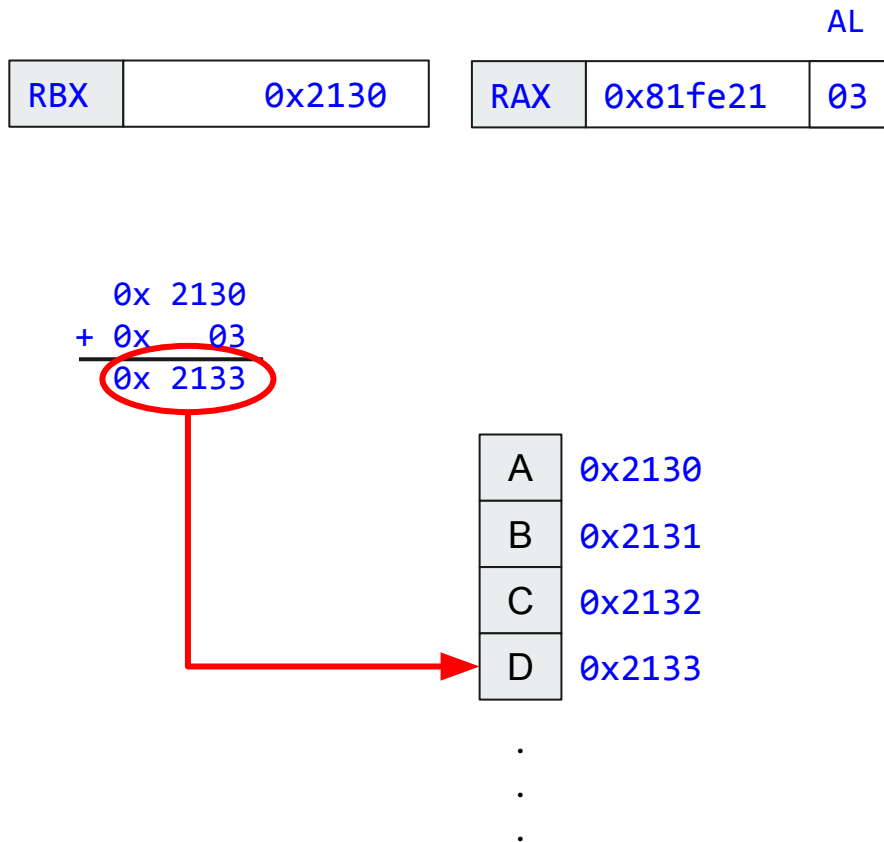 AL
RBX 0x2130 RAX 0x81fe21 03
0x 2130
+ 0x 03
0x 2133
A 0x2130
B 0x2131
C 0x2132
D 0x2133
.
.
.